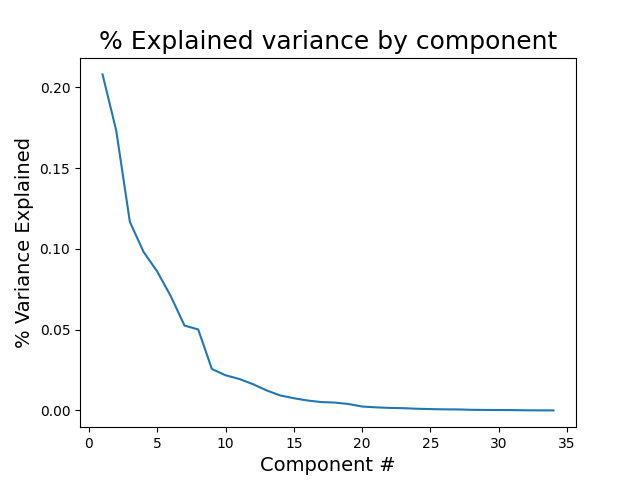 % Explained variance by component
0.20
0.15
0.10
0.05
0.00
% Variance Explained
0 5 10 15 20 25 30 35
Component #